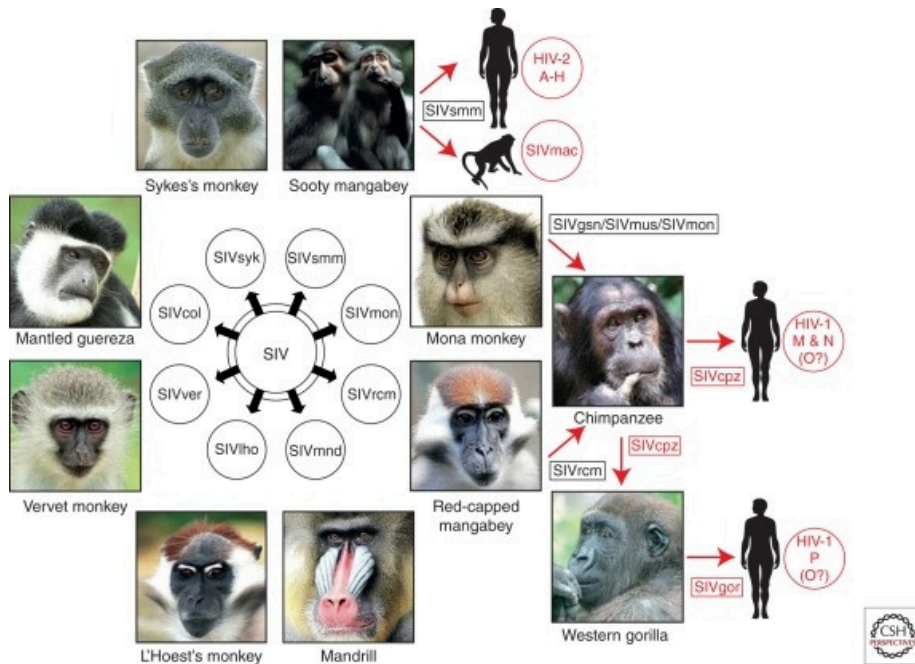 HIV-2
A-H
SIVsmm
SIVmac
Sykes's monkey
Sooty mangabey
SIVgsn/SIVmus/SIVmon
SIVsyk
SIVsmm
SIVcol
SIVmon
Mantled guereza
Mona monkey
SIV
HIV-1
M & N
(O?)
SIVcpz
SIVver
SIVrcm
Chimpanzee
SIVlho
SIVmnd
SIVcpz
SIVrcm
Vervet monkey
Red-capped
mangabey
HIV-1
P
(O?)
SIVgor
L'Hoest's monkey
Mandrill
Western gorilla
CSH
PERSPECTIVES